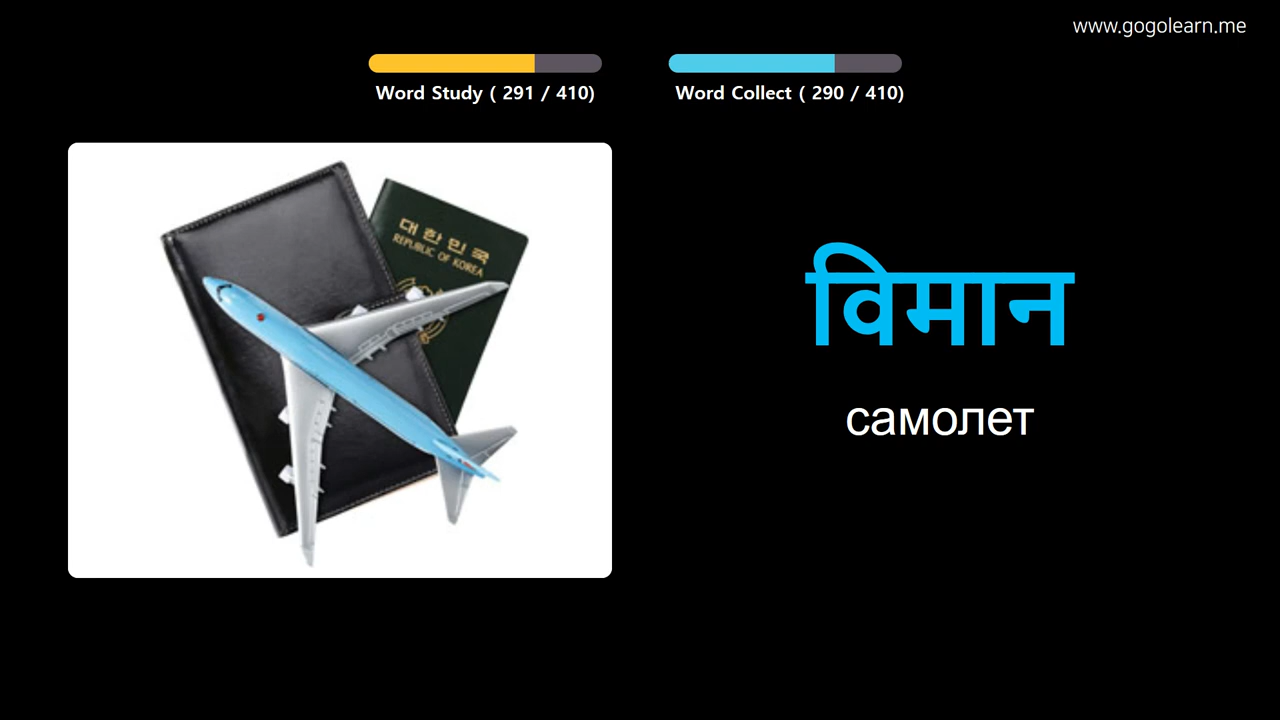 www.gogolearn.me
Word Study ( 291 / 410)
Word Collect ( 290 / 410)
대한민국
REPUBLIC OF KOREA
विमान
самолет